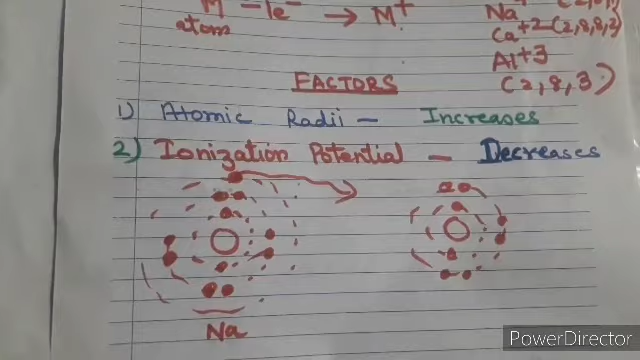 M - 1e⁻ → M⁺
atom
Na
Ca+2 (2,8,8,2)
Al+3
(2,8,3)
FACTORS
1) Atomic Radii - Increases
2) Ionization Potential - Decreases
Na
PowerDirector